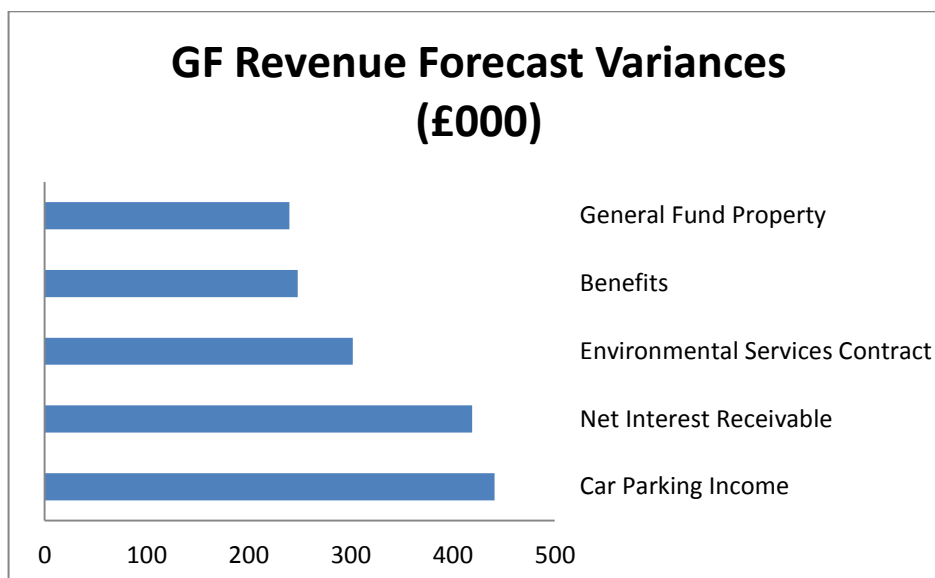 GF Revenue Forecast Variances
(£000)
General Fund Property
Benefits
Environmental Services Contract
Net Interest Receivable
Car Parking Income
0 100 200 300 400 500